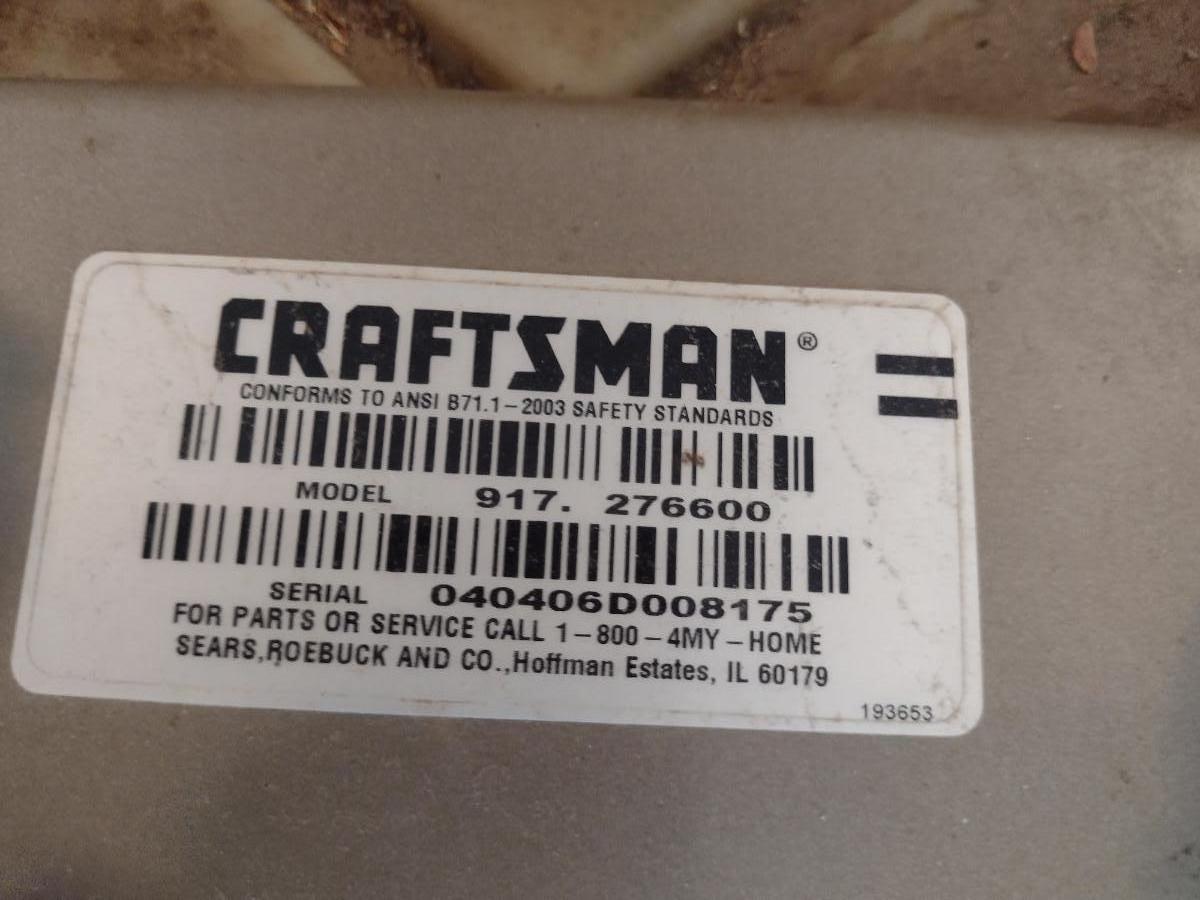 CRAFTSMAN®
CONFORMS TO ANSI B71.1-2003 SAFETY STANDARDS
MODEL 917. 276600
SERIAL 040406D008175
FOR PARTS OR SERVICE CALL 1-800-4MY-HOME
SEARS,ROEBUCK AND CO.,Hoffman Estates, IL 60179
193653